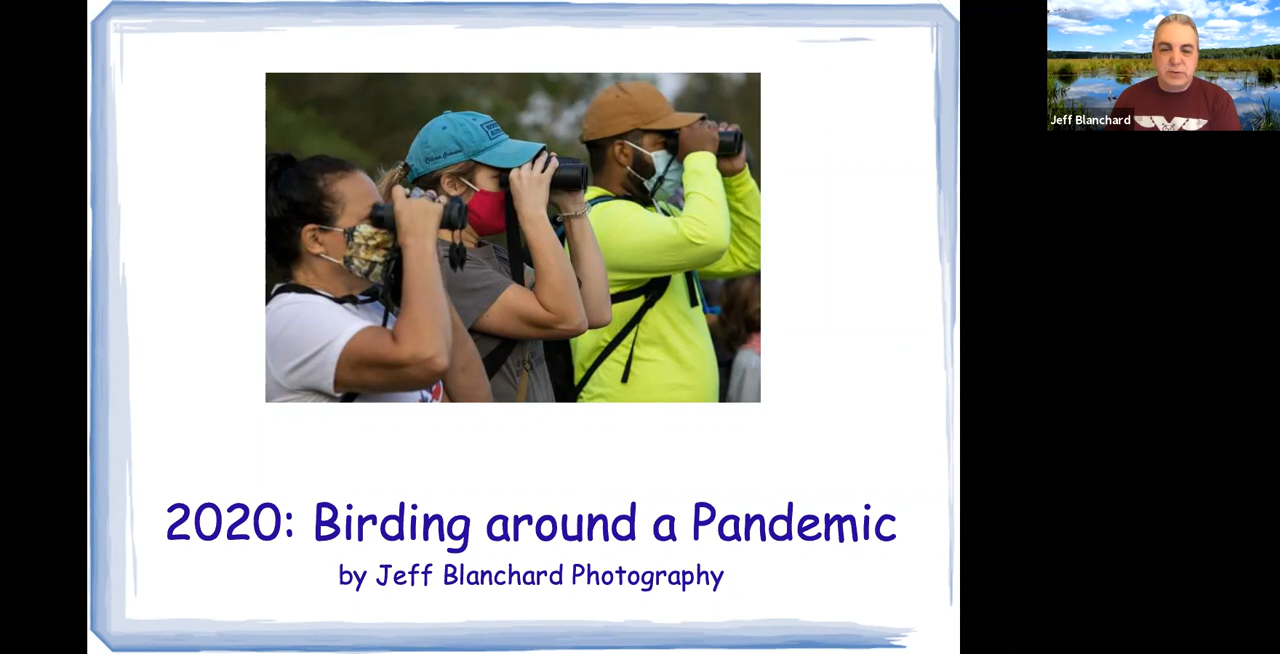 Jeff Blanchard
2020: Birding around a Pandemic
by Jeff Blanchard Photography